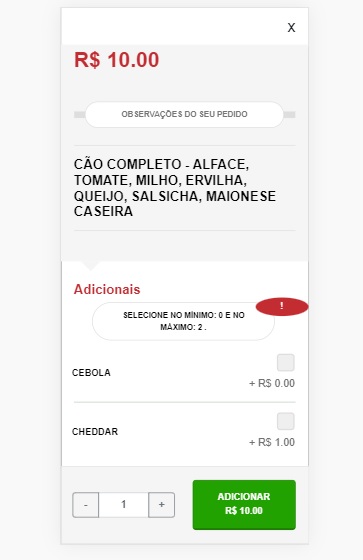 X
R$ 10.00
OBSERVAÇÕES DO SEU PEDIDO
CÃO COMPLETO - ALFACE,
TOMATE, MILHO, ERVILHA,
QUEIJO, SALSICHA, MAIONESE
CASEIRA
Adicionais
!
SELECIONE NO MÍNIMO: 0 E NO
MÁXIMO: 2 .
CEBOLA
+ R$ 0.00
CHEDDAR
+ R$ 1.00
- 1 +
ADICIONAR
R$ 10.00